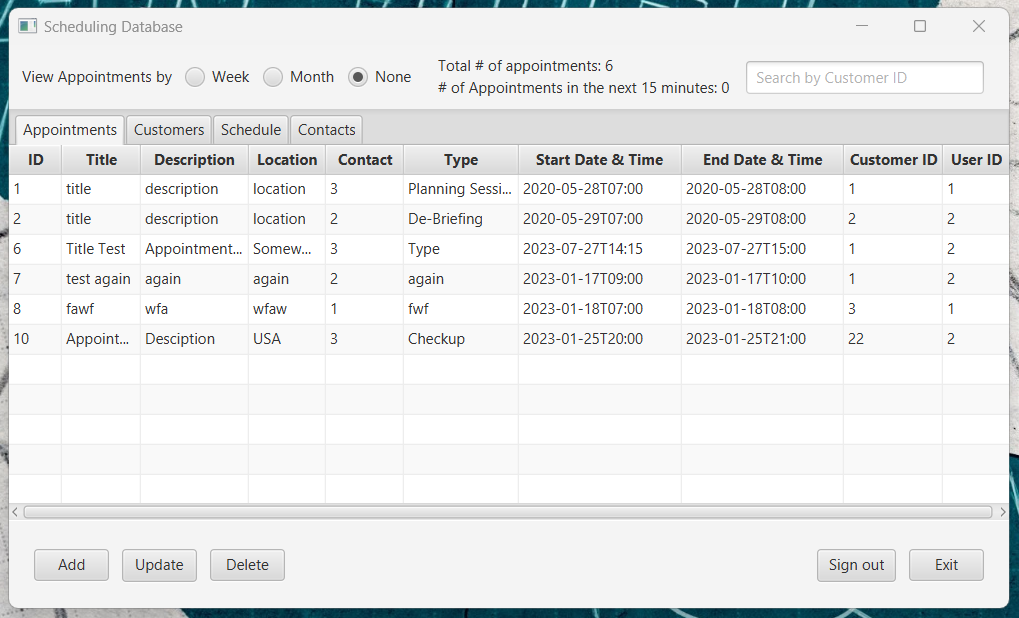 Scheduling Database
View Appointments by Week Month None
Total # of appointments: 6
# of Appointments in the next 15 minutes: 0
Search by Customer ID
Appointments Customers Schedule Contacts
ID Title Description Location Contact Type Start Date & Time End Date & Time Customer ID User ID
1 title description location 3 Planning Sessi... 2020-05-28T07:00 2020-05-28T08:00 1 1
2 title description location 2 De-Briefing 2020-05-29T07:00 2020-05-29T08:00 2 2
6 Title Test Appointment... Somew... 3 Type 2023-07-27T14:15 2023-07-27T15:00 1 2
7 test again again again 2 again 2023-01-17T09:00 2023-01-17T10:00 1 2
8 fawf wfa wfaw 1 fwf 2023-01-18T07:00 2023-01-18T08:00 3 1
10 Appoint... Desciption USA 3 Checkup 2023-01-25T20:00 2023-01-25T21:00 22 2
Add Update Delete Sign out Exit